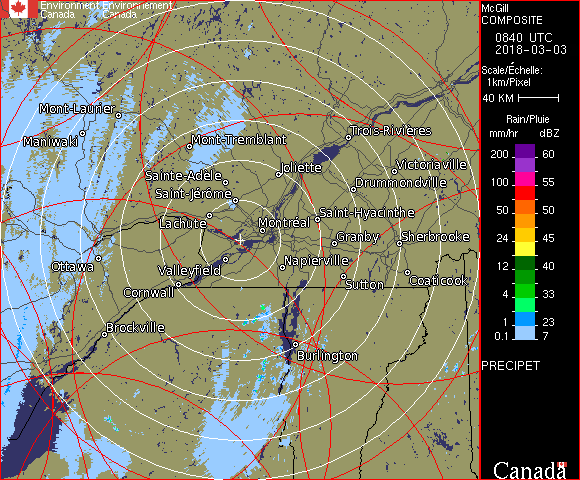 Environment Environnement
Canada Canada
McGill
COMPOSITE
0840 UTC
2018-03-03
Scale/Échelle:
1km/Pixel
40 KM
Rain/Pluie
mm/hr dBZ
200 60
150 55
100 55
50 50
24 45
12 40
4 33
1 23
0.1 7
PRECIPET
Canada
Mont-Laurier
Maniwaki
Mont-Tremblant
Trois-Rivières
Joliette
Victoriaville
Sainte-Adèle
Drummondville
Saint-Jérôme
Lachute
Montréal
Saint-Hyacinthe
Granby
Sherbrooke
Ottawa
Valleyfield
Napierville
Sutton
Coaticook
Cornwall
Brockville
Burlington